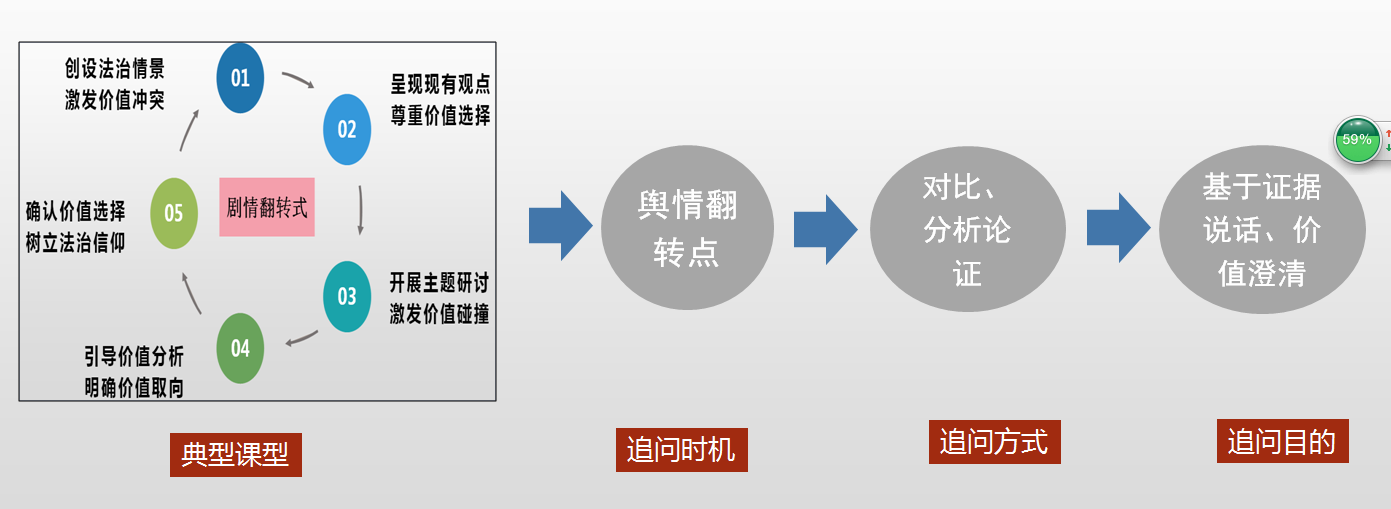 创设法治情景
激发价值冲突
01
呈现现有观点
尊重价值选择
02
开展主题研讨
激发价值碰撞
03
引导价值分析
明确价值取向
04
确认价值选择
树立法治信仰
05
剧情翻转式
典型课型
舆情翻
转点
追问时机
对比、
分析论
证
追问方式
基于证据
说话、价
值澄清
追问目的
59%